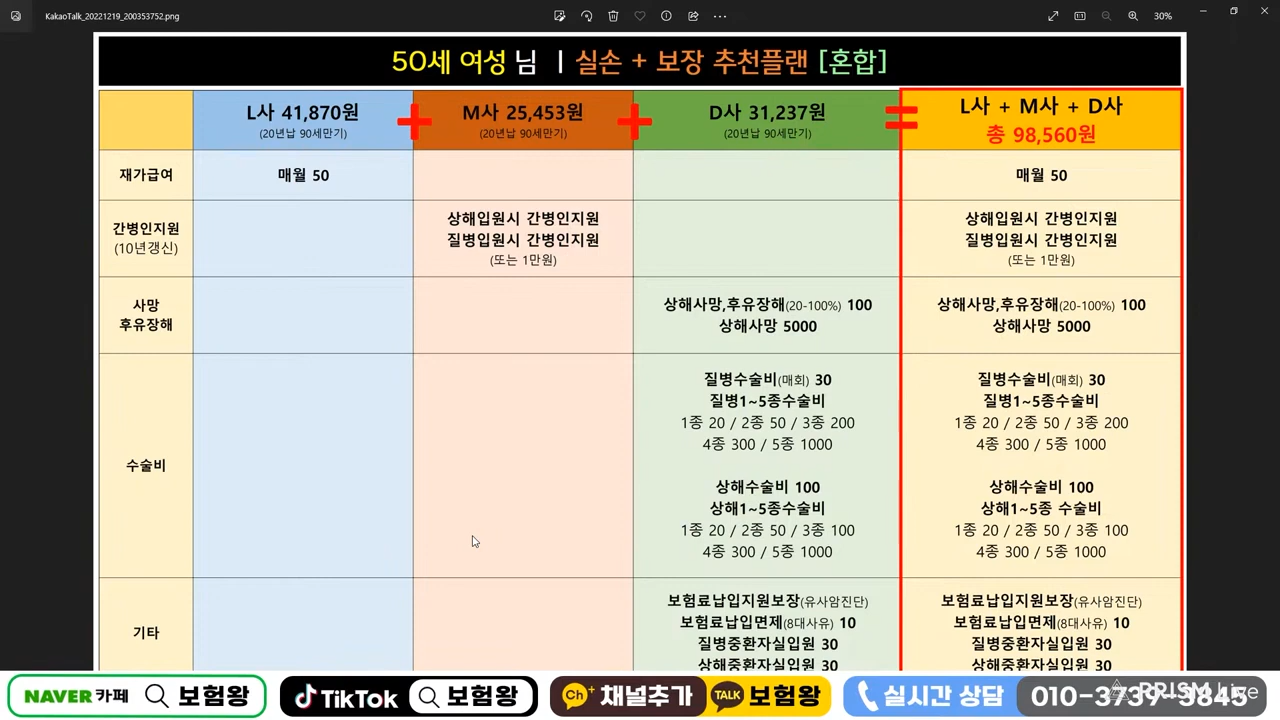 KakaoTalk_20221219_200353752.png
30%
50세 여성 님 | 실손 + 보장 추천플랜 [혼합]
L사 41,870원
(20년납 90세만기)
+
M사 25,453원
(20년납 90세만기)
+
D사 31,237원
(20년납 90세만기)
=
L사 + M사 + D사
총 98,560원
재가급여
매월 50
매월 50
간병인지원
(10년갱신)
상해입원시 간병인지원
질병입원시 간병인지원
(또는 1만원)
상해입원시 간병인지원
질병입원시 간병인지원
(또는 1만원)
사망
후유장해
상해사망,후유장해(20-100%) 100
상해사망 5000
상해사망,후유장해(20-100%) 100
상해사망 5000
수술비
질병수술비(매회) 30
질병1~5종수술비
1종 20 / 2종 50 / 3종 200
4종 300 / 5종 1000
상해수술비 100
상해1~5종수술비
1종 20 / 2종 50 / 3종 100
4종 300 / 5종 1000
질병수술비(매회) 30
질병1~5종수술비
1종 20 / 2종 50 / 3종 200
4종 300 / 5종 1000
상해수술비 100
상해1~5종 수술비
1종 20 / 2종 50 / 3종 100
4종 300 / 5종 1000
기타
보험료납입지원보장(유사암진단)
보험료납입면제(8대사유) 10
질병중환자실입원 30
상해중환자실입원 30
보험료납입지원보장(유사암진단)
보험료납입면제(8대사유) 10
질병중환자실입원 30
상해중환자실입원 30
NAVER 카페 보험왕
TikTok 보험왕
Ch+ 채널추가 TALK 보험왕
실시간 상담 010-3739-5845
PRISM Live